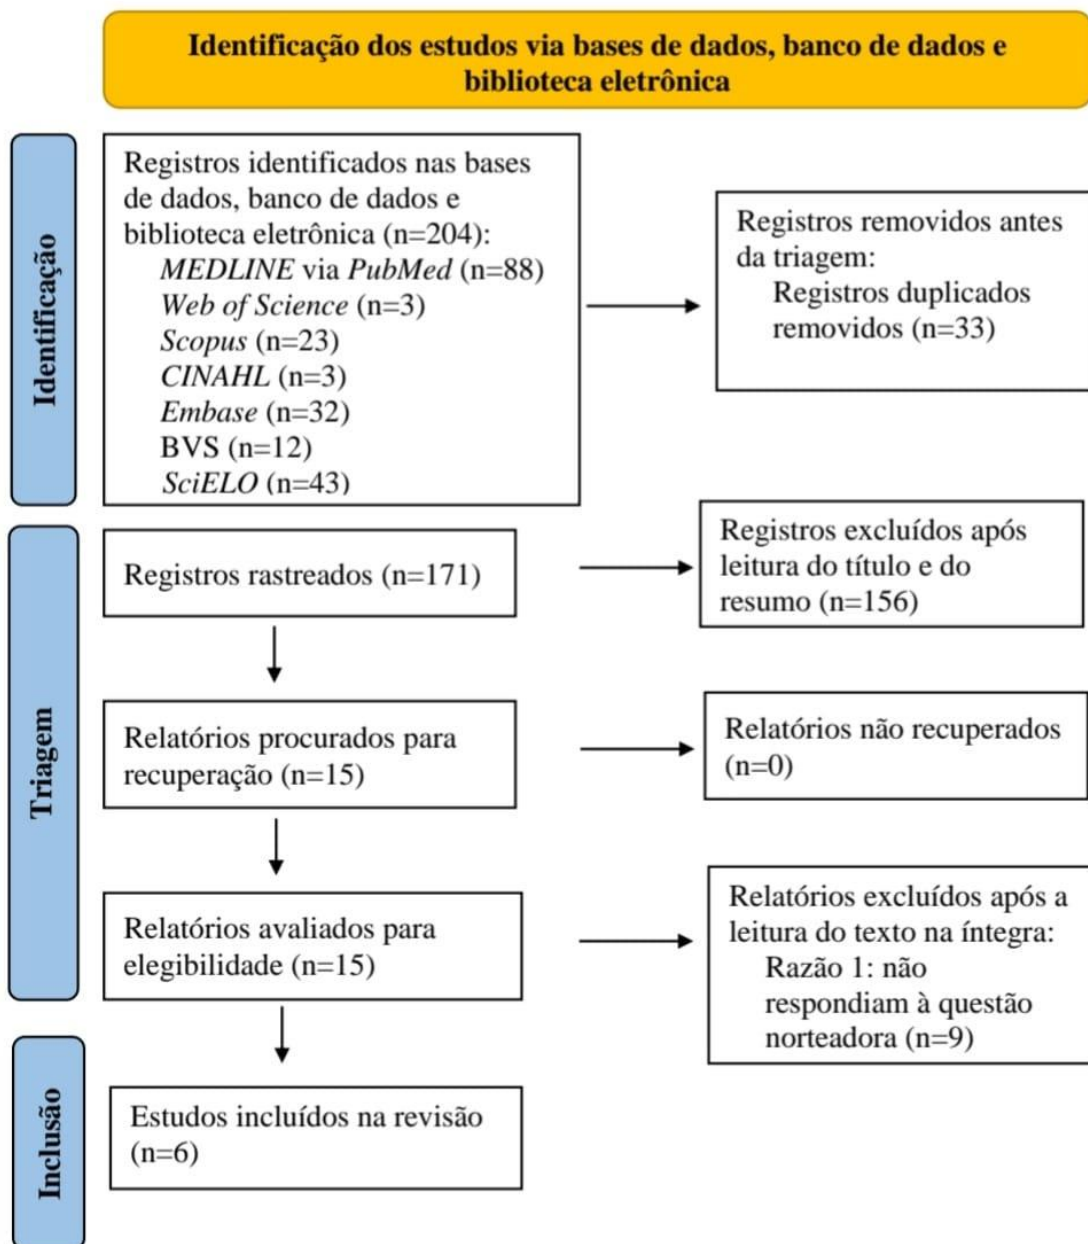 Identificação dos estudos via bases de dados, banco de dados e
biblioteca eletrônica
Identificação
Registros identificados nas bases
de dados, banco de dados e
biblioteca eletrônica (n=204):
MEDLINE via PubMed (n=88)
Web of Science (n=3)
Scopus (n=23)
CINAHL (n=3)
Embase (n=32)
BVS (n=12)
SciELO (n=43)
Registros removidos antes
da triagem:
Registros duplicados
removidos (n=33)
Triagem
Registros rastreados (n=171)
Registros excluídos após
leitura do título e do
resumo (n=156)
Relatórios procurados para
recuperação (n=15)
Relatórios não recuperados
(n=0)
Relatórios avaliados para
elegibilidade (n=15)
Relatórios excluídos após a
leitura do texto na íntegra:
Razão 1: não
respondiam à questão
norteadora (n=9)
Inclusão
Estudos incluídos na revisão
(n=6)